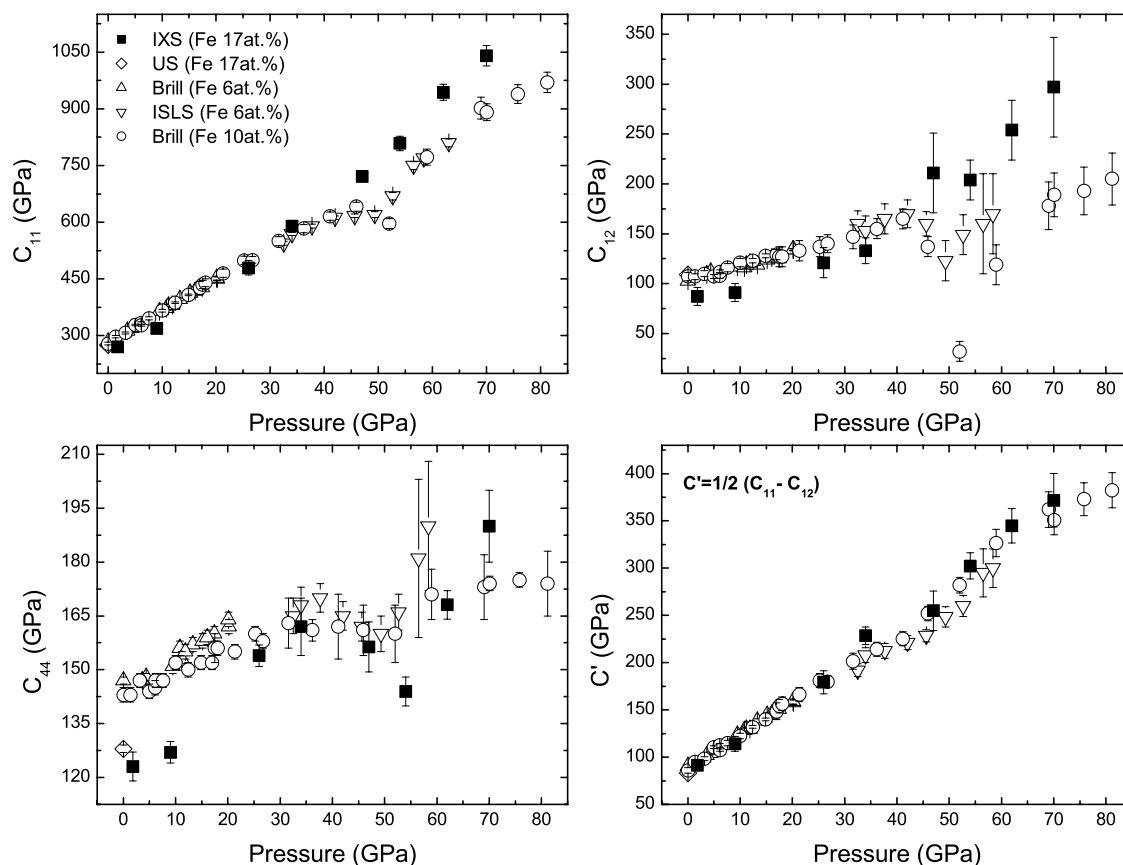 IXS (Fe 17at.%)
US (Fe 17at.%)
Brill (Fe 6at.%)
ISLS (Fe 6at.%)
Brill (Fe 10at.%)
1050
900
750
600
450
300
C11 (GPa)
0 10 20 30 40 50 60 70 80
Pressure (GPa)
350
300
250
200
150
100
50
C12 (GPa)
0 10 20 30 40 50 60 70 80
Pressure (GPa)
210
195
180
165
150
135
120
C44 (GPa)
0 10 20 30 40 50 60 70 80
Pressure (GPa)
C'=1/2 (C11- C12)
400
350
300
250
200
150
100
50
C' (GPa)
0 10 20 30 40 50 60 70 80
Pressure (GPa)